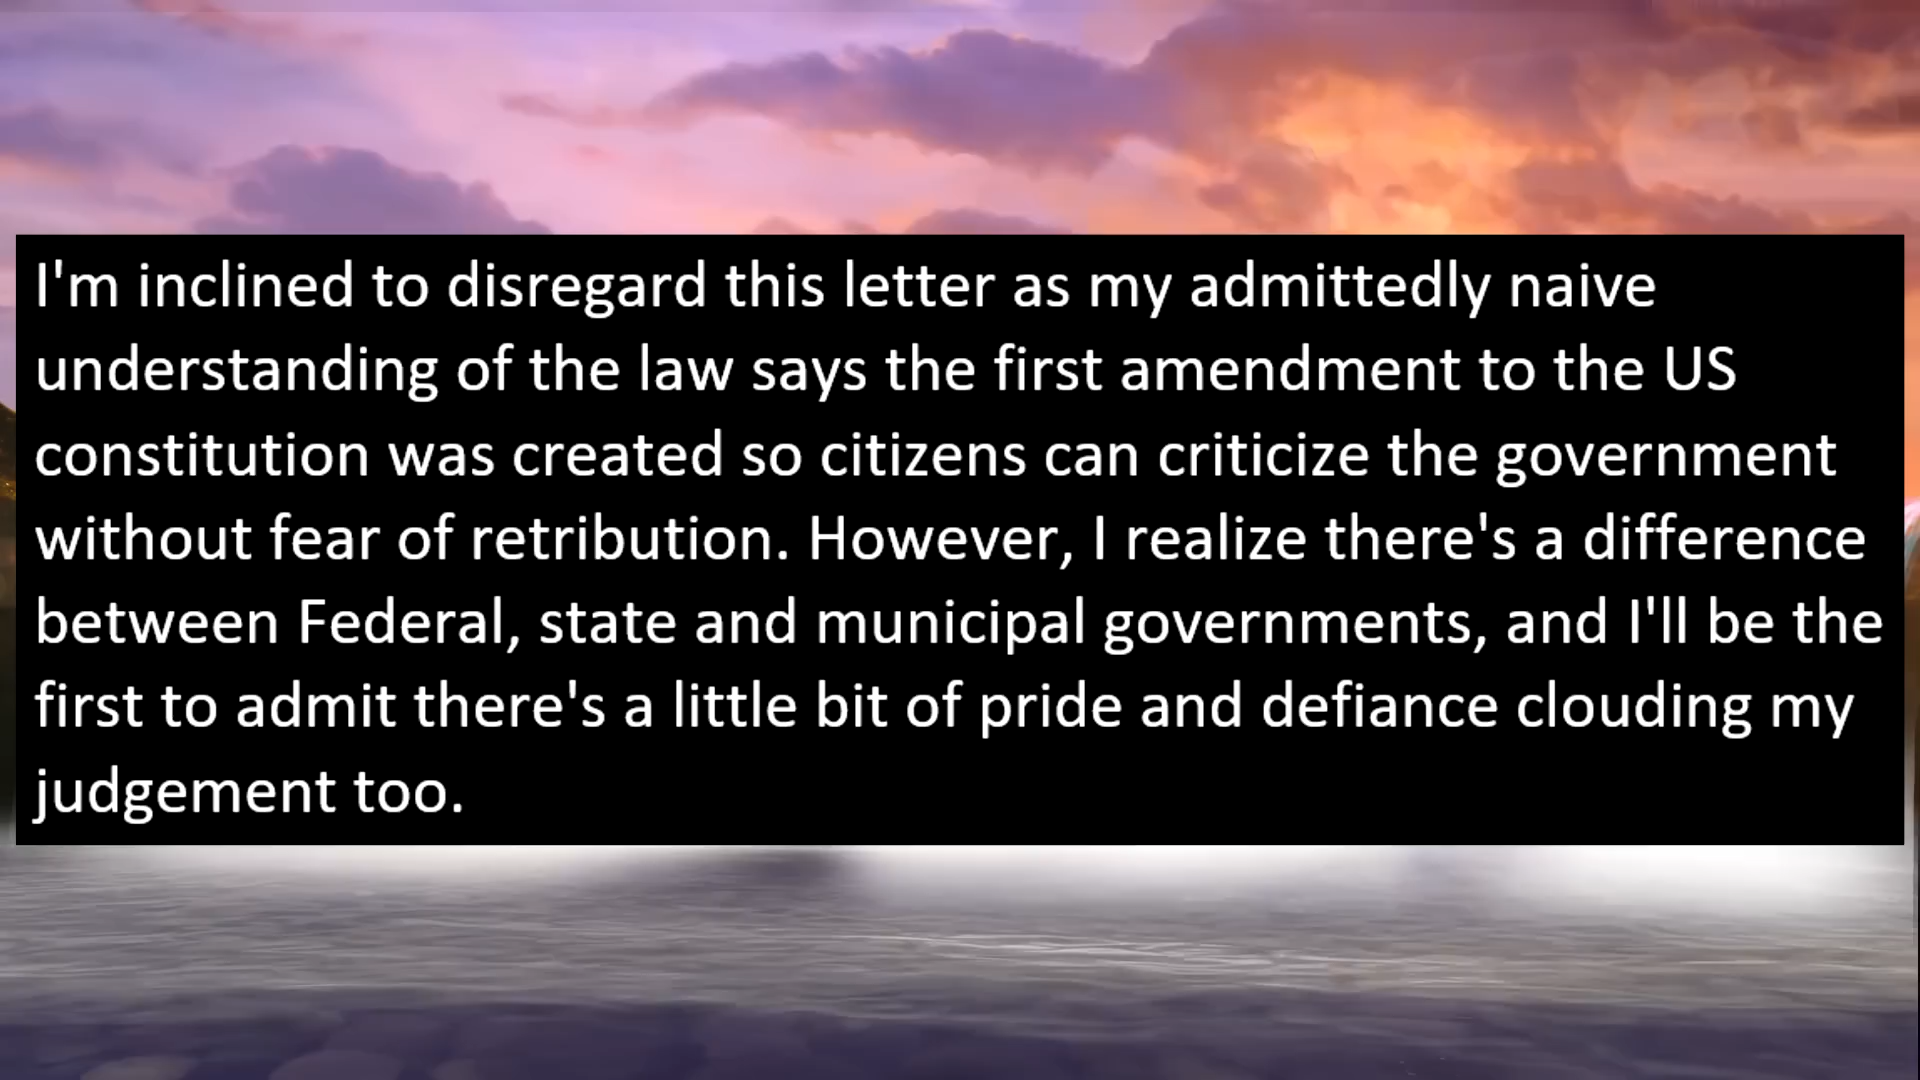 I'm inclined to disregard this letter as my admittedly naive
understanding of the law says the first amendment to the US
constitution was created so citizens can criticize the government
without fear of retribution. However, I realize there's a difference
between Federal, state and municipal governments, and I'll be the
first to admit there's a little bit of pride and defiance clouding my
judgement too.